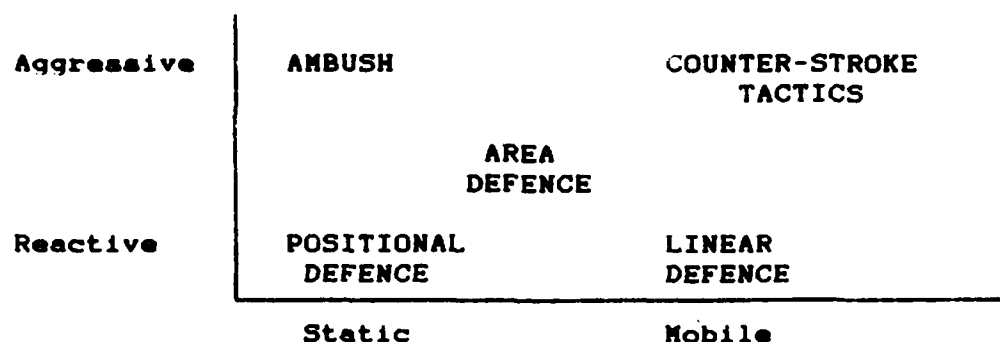 Aggressive AMBUSH COUNTER-STROKE
TACTICS
AREA
DEFENCE
Reactive POSITIONAL LINEAR
DEFENCE DEFENCE
Static Mobile